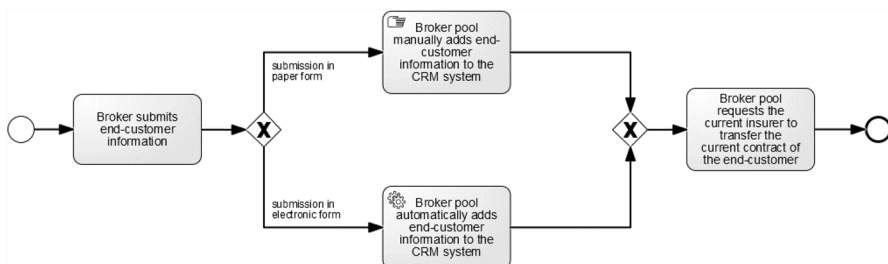 Broker submits
end-customer
information
submission in
paper form
Broker pool
manually adds end-
customer
information to the
CRM system
submission in
electronic form
Broker pool
automatically adds
end-customer
information to the
CRM system
Broker pool
requests the
current insurer to
transfer the
current contract of
the end-customer